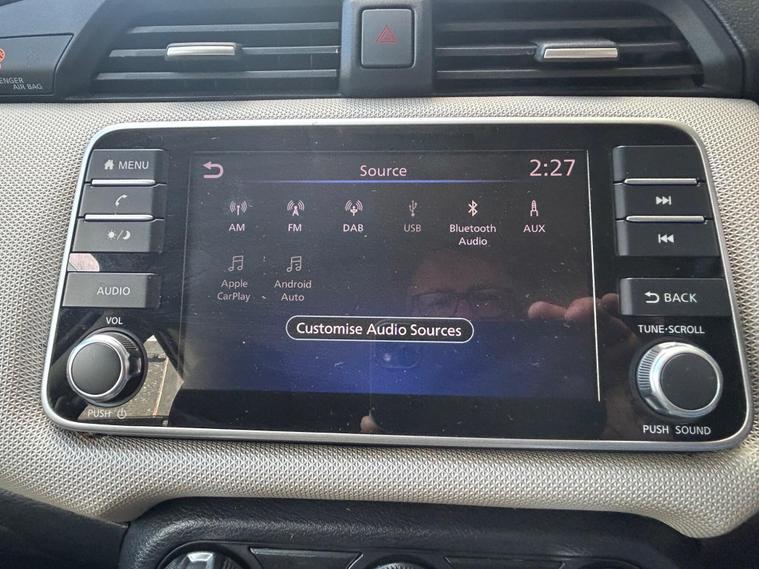 ENGER
AIR BAG
MENU
Source
2:27
AM
FM
DAB
USB
Bluetooth
Audio
AUX
Apple
CarPlay
Android
Auto
Customise Audio Sources
AUDIO
BACK
VOL
PUSH
TUNE·SCROLL
PUSH SOUND